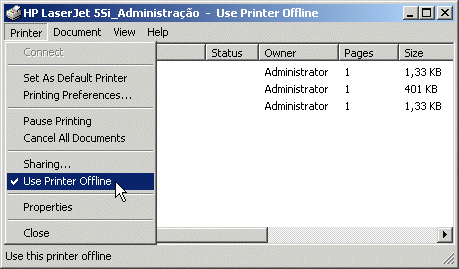 HP LaserJet 5Si_Administração - Use Printer Offline
Printer Document View Help
Status Owner Pages Size
Connect
Set As Default Printer
Printing Preferences...
Pause Printing
Cancel All Documents
Sharing...
Use Printer Offline
Properties
Close
Administrator 1 1,33 KB
Administrator 1 401 KB
Administrator 1 1,33 KB
Use this printer offline